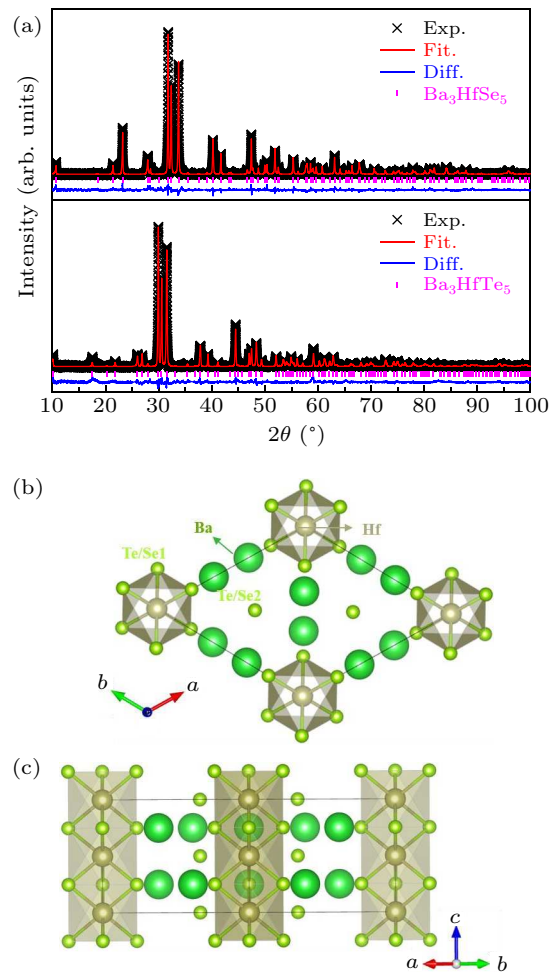 (a)
Intensity (arb. units)
Exp.
Fit.
Diff.
Ba₃HfSe₅
Exp.
Fit.
Diff.
Ba₃HfTe₅
10 20 30 40 50 60 70 80 90 100
2θ (°)
(b)
Ba
Hf
Te/Se1
Te/Se2
b
a
(c)
c
a
b